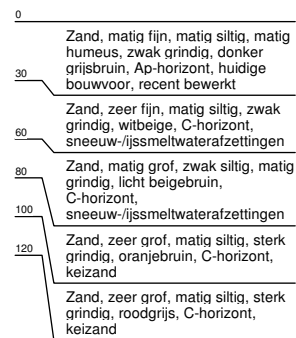 0
Zand, matig fijn, matig siltig, matig
humeus, zwak grindig, donker
grijsbruin, Ap-horizont, huidige
bouwvoor, recent bewerkt
30
Zand, zeer fijn, matig siltig, zwak
grindig, witbeige, C-horizont,
sneeuw-/ijssmeltwaterafzettingen
60
Zand, matig grof, zwak siltig, matig
grindig, licht beigebruin,
C-horizont,
sneeuw-/ijssmeltwaterafzettingen
80
Zand, zeer grof, matig siltig, sterk
grindig, oranjebruin, C-horizont,
keizand
100
Zand, zeer grof, matig siltig, sterk
grindig, roodgrijs, C-horizont,
keizand
120